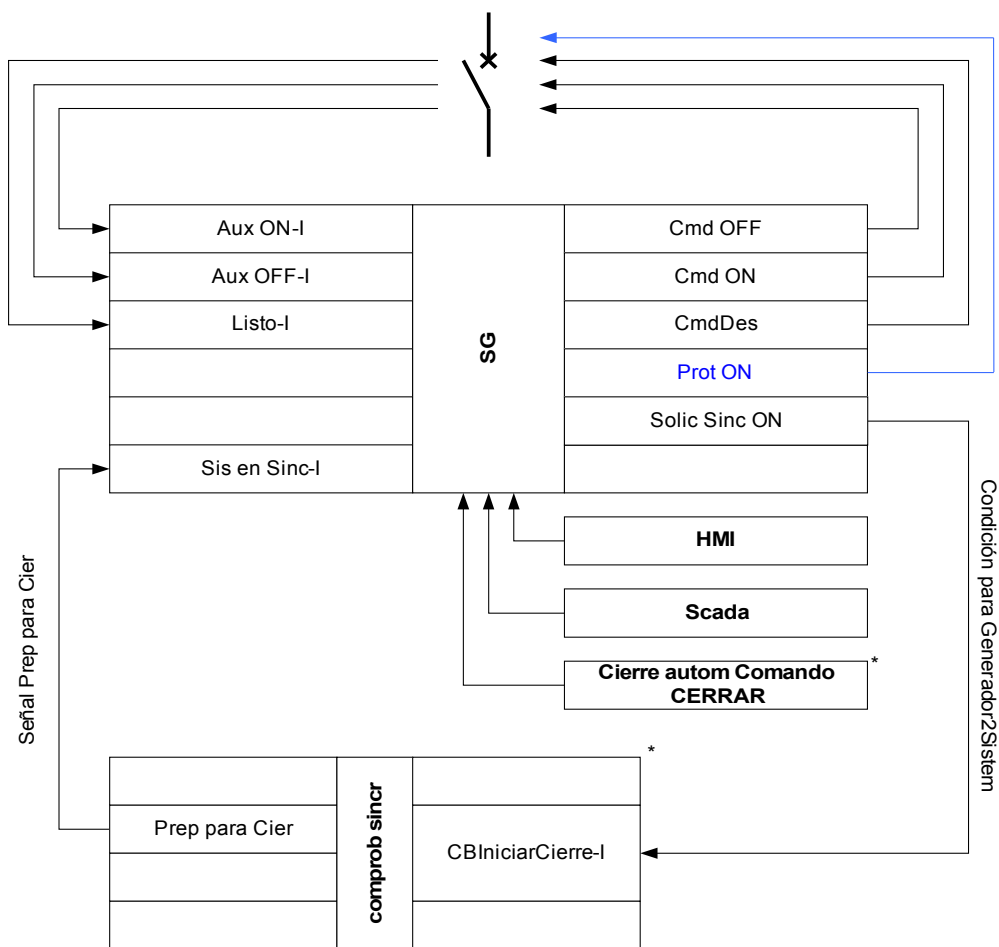 Aux ON-I
Cmd OFF
Aux OFF-I
Cmd ON
Listo-I
CmdDes
SG
Prot ON
Solic Sinc ON
Sis en Sinc-I
HMI
Scada
Cierre autom Comando
CERRAR
*
Señal Prep para Cier
Condición para Generador2Sistem
*
Prep para Cier
comprob sincr
CBIniciarCierre-I